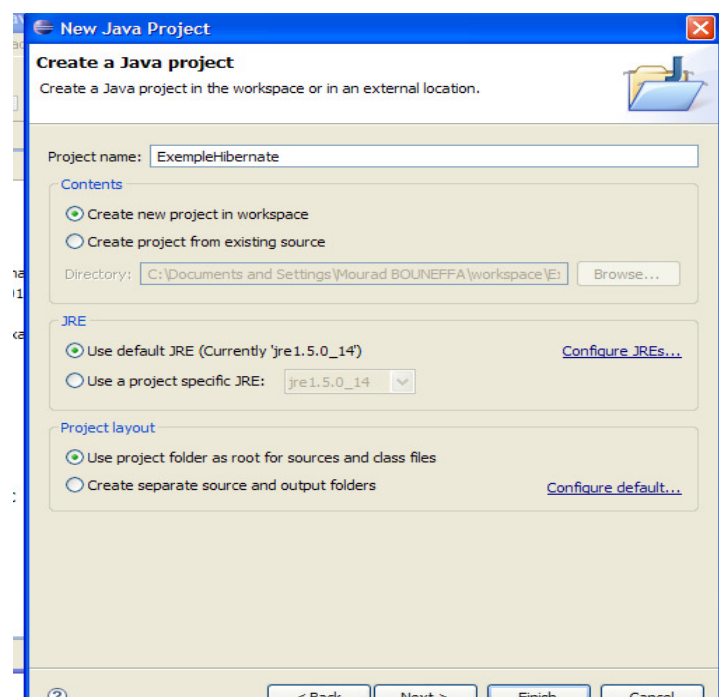 New Java Project
Create a Java project
Create a Java project in the workspace or in an external location.
Project name: ExempleHibernate
Contents
Create new project in workspace
Create project from existing source
Directory: C:\Documents and Settings\Mourad BOUNEFFA\workspace\E: Browse...
JRE
Use default JRE (Currently 'jre1.5.0_14') Configure JREs...
Use a project specific JRE: jre1.5.0_14
Project layout
Use project folder as root for sources and class files
Create separate source and output folders Configure default...
< Back Next > Finish Cancel